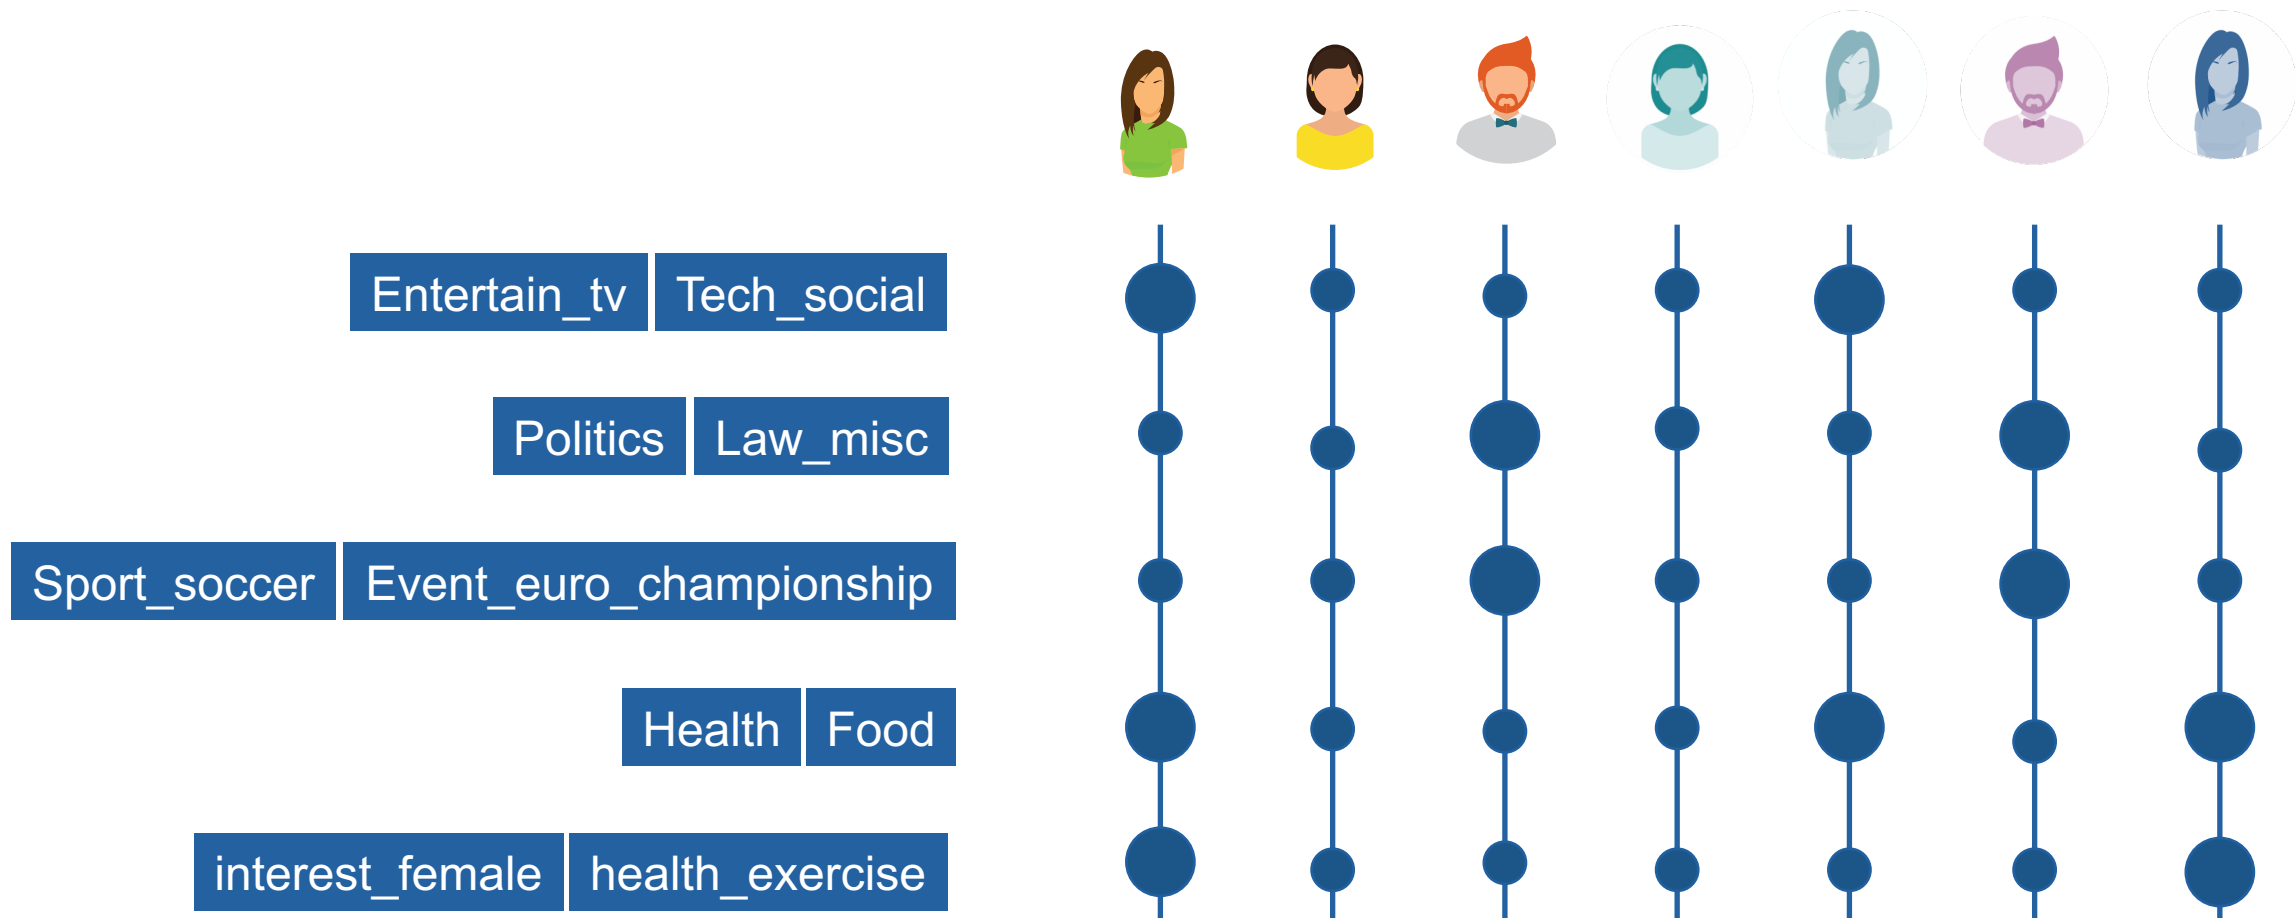 Entertain_tv Tech_social
Politics Law_misc
Sport_soccer Event_euro_championship
Health Food
interest_female health_exercise